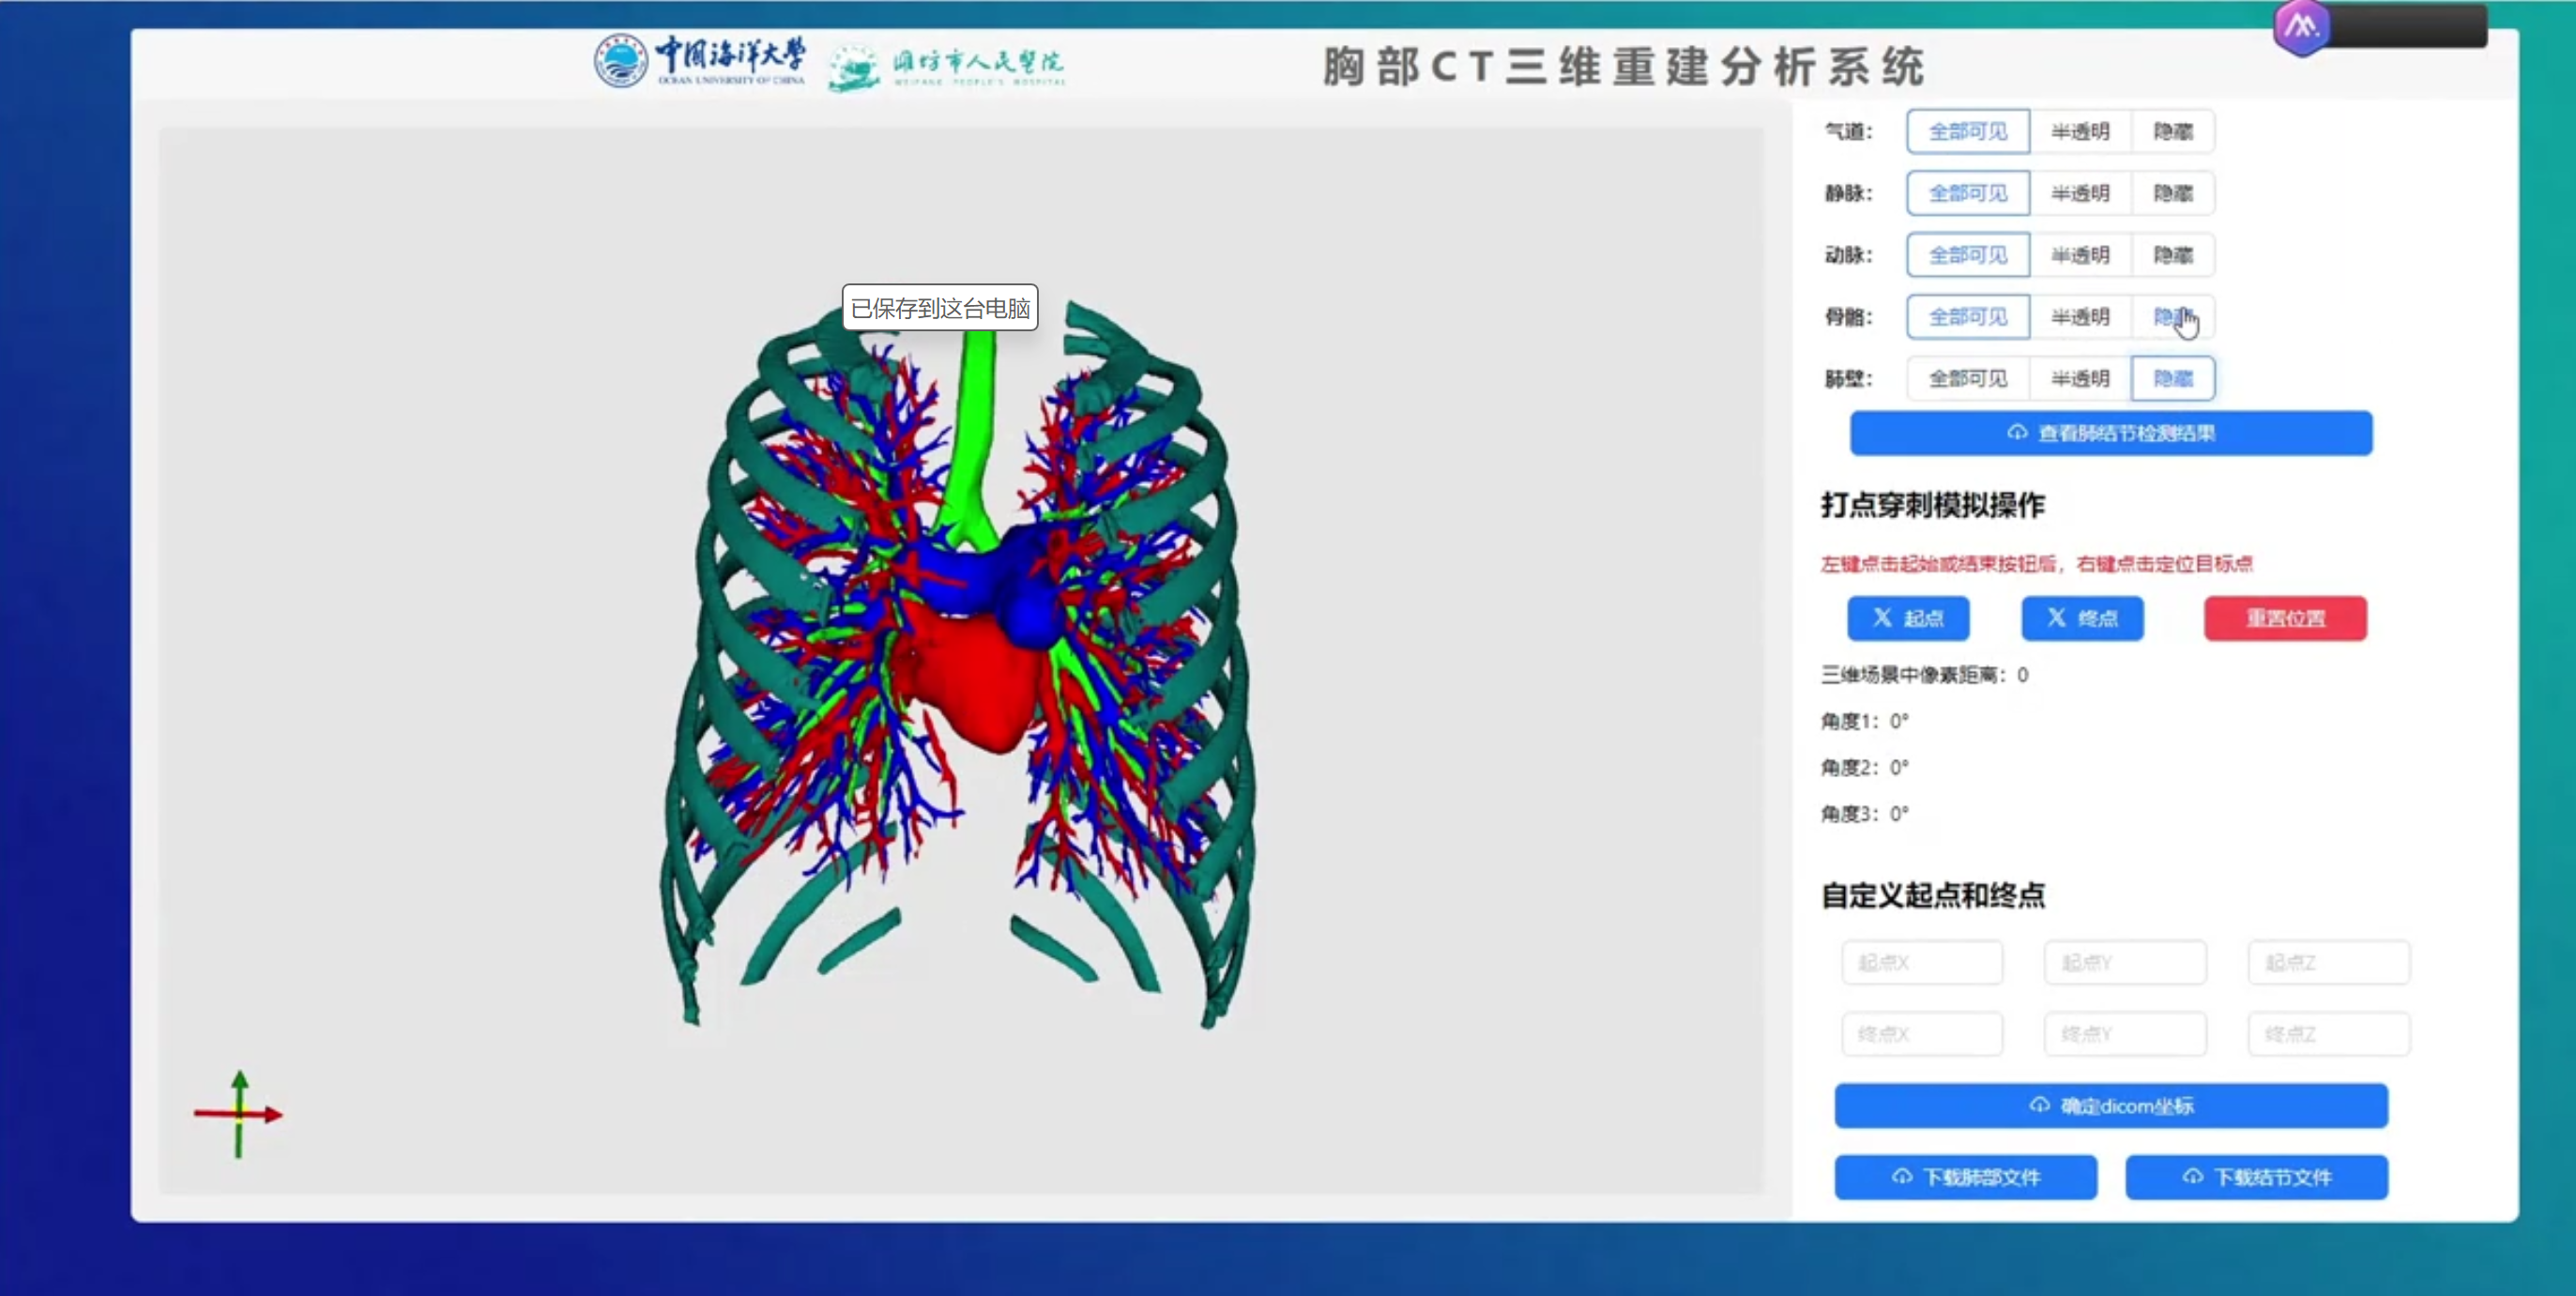 中国海洋大学
OCEAN UNIVERSITY OF CHINA
潍坊市人民医院
WEIFANG PEOPLE'S HOSPITAL
胸部CT三维重建分析系统
已保存到这台电脑
气道： 全部可见 半透明 隐藏
静脉： 全部可见 半透明 隐藏
动脉： 全部可见 半透明 隐藏
骨骼： 全部可见 半透明 隐藏
肺壁： 全部可见 半透明 隐藏
查看肺结节检测结果
打点穿刺模拟操作
左键点击起始或结束按钮后，右键点击定位目标点
起点 终点 重置位置
三维场景中像素距离：0
角度1：0°
角度2：0°
角度3：0°
自定义起点和终点
起点X 起点Y 起点Z
终点X 终点Y 终点Z
确定dicom坐标
下载肺部文件 下载结节文件